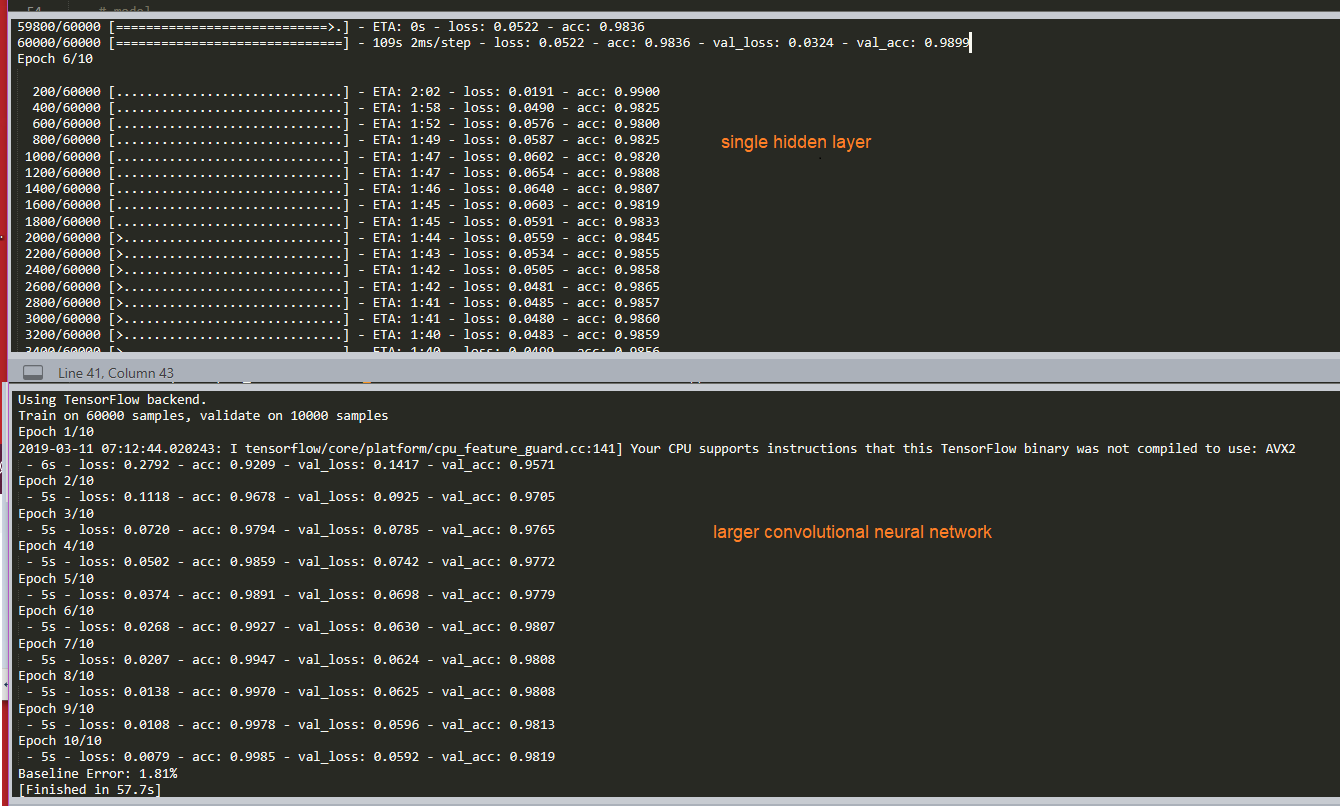 # model
59800/60000 [============================>.] - ETA: 0s - loss: 0.0522 - acc: 0.9836
60000/60000 [==============================] - 109s 2ms/step - loss: 0.0522 - acc: 0.9836 - val_loss: 0.0324 - val_acc: 0.9899
Epoch 6/10
200/60000 [..............................] - ETA: 2:02 - loss: 0.0191 - acc: 0.9900
400/60000 [..............................] - ETA: 1:58 - loss: 0.0490 - acc: 0.9825
600/60000 [..............................] - ETA: 1:52 - loss: 0.0576 - acc: 0.9800
800/60000 [..............................] - ETA: 1:49 - loss: 0.0587 - acc: 0.9825
single hidden layer
1000/60000 [..............................] - ETA: 1:47 - loss: 0.0602 - acc: 0.9820
1200/60000 [..............................] - ETA: 1:47 - loss: 0.0654 - acc: 0.9808
1400/60000 [..............................] - ETA: 1:46 - loss: 0.0640 - acc: 0.9807
1600/60000 [..............................] - ETA: 1:45 - loss: 0.0603 - acc: 0.9819
1800/60000 [..............................] - ETA: 1:45 - loss: 0.0591 - acc: 0.9833
2000/60000 [>.............................] - ETA: 1:44 - loss: 0.0559 - acc: 0.9845
2200/60000 [>.............................] - ETA: 1:43 - loss: 0.0534 - acc: 0.9855
2400/60000 [>.............................] - ETA: 1:42 - loss: 0.0505 - acc: 0.9858
2600/60000 [>.............................] - ETA: 1:42 - loss: 0.0481 - acc: 0.9865
2800/60000 [>.............................] - ETA: 1:41 - loss: 0.0485 - acc: 0.9857
3000/60000 [>.............................] - ETA: 1:41 - loss: 0.0480 - acc: 0.9860
3200/60000 [>.............................] - ETA: 1:40 - loss: 0.0483 - acc: 0.9859
3400/60000 [>.............................] - ETA: 1:40 - loss: 0.0499 - acc: 0.9856
Line 41, Column 43
Using TensorFlow backend.
Train on 60000 samples, validate on 10000 samples
Epoch 1/10
2019-03-11 07:12:44.020243: I tensorflow/core/platform/cpu_feature_guard.cc:141] Your CPU supports instructions that this TensorFlow binary was not compiled to use: AVX2
- 6s - loss: 0.2792 - acc: 0.9209 - val_loss: 0.1417 - val_acc: 0.9571
Epoch 2/10
- 5s - loss: 0.1118 - acc: 0.9678 - val_loss: 0.0925 - val_acc: 0.9705
Epoch 3/10
- 5s - loss: 0.0720 - acc: 0.9794 - val_loss: 0.0785 - val_acc: 0.9765
larger convolutional neural network
Epoch 4/10
- 5s - loss: 0.0502 - acc: 0.9859 - val_loss: 0.0742 - val_acc: 0.9772
Epoch 5/10
- 5s - loss: 0.0374 - acc: 0.9891 - val_loss: 0.0698 - val_acc: 0.9779
Epoch 6/10
- 5s - loss: 0.0268 - acc: 0.9927 - val_loss: 0.0630 - val_acc: 0.9807
Epoch 7/10
- 5s - loss: 0.0207 - acc: 0.9947 - val_loss: 0.0624 - val_acc: 0.9808
Epoch 8/10
- 5s - loss: 0.0138 - acc: 0.9970 - val_loss: 0.0625 - val_acc: 0.9808
Epoch 9/10
- 5s - loss: 0.0108 - acc: 0.9978 - val_loss: 0.0596 - val_acc: 0.9813
Epoch 10/10
- 5s - loss: 0.0079 - acc: 0.9985 - val_loss: 0.0592 - val_acc: 0.9819
Baseline Error: 1.81%
[Finished in 57.7s]